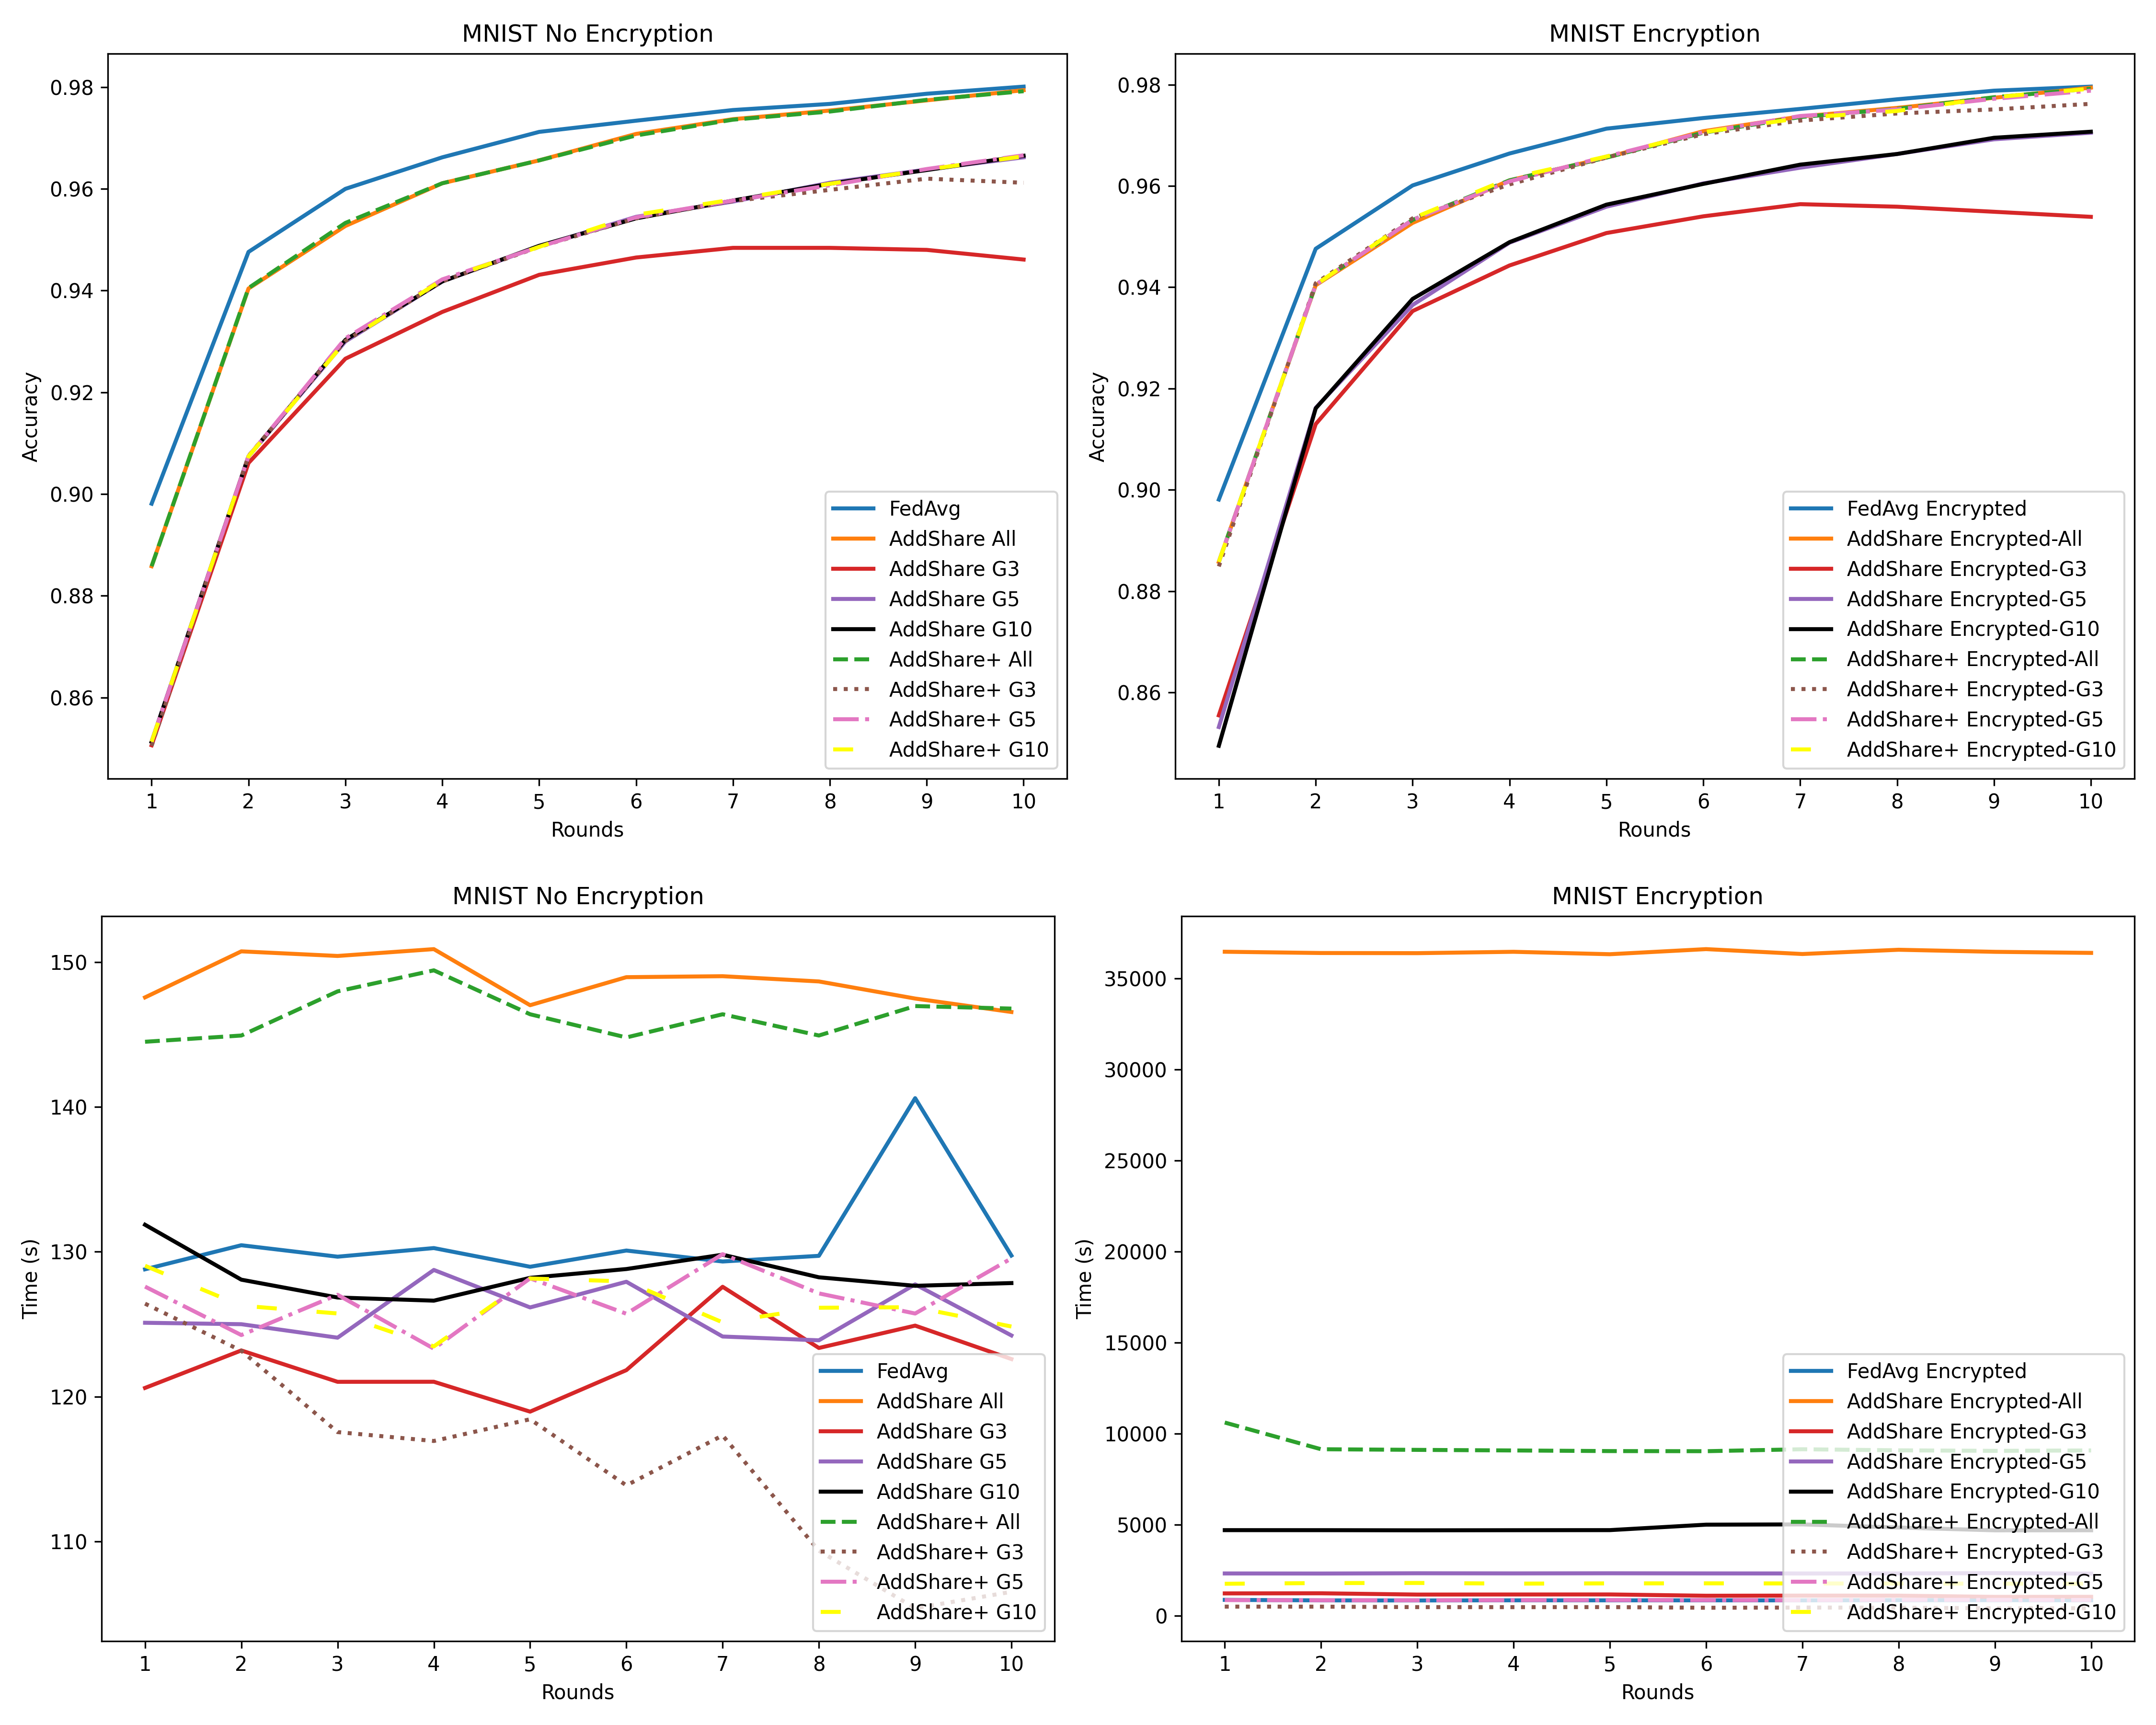 MNIST No Encryption
0.98
0.96
0.94
0.92
0.90
0.88
0.86
Accuracy
1 2 3 4 5 6 7 8 9 10
Rounds
FedAvg
AddShare All
AddShare G3
AddShare G5
AddShare G10
AddShare+ All
AddShare+ G3
AddShare+ G5
AddShare+ G10
MNIST Encryption
0.98
0.96
0.94
0.92
0.90
0.88
0.86
Accuracy
1 2 3 4 5 6 7 8 9 10
Rounds
FedAvg Encrypted
AddShare Encrypted-All
AddShare Encrypted-G3
AddShare Encrypted-G5
AddShare Encrypted-G10
AddShare+ Encrypted-All
AddShare+ Encrypted-G3
AddShare+ Encrypted-G5
AddShare+ Encrypted-G10
MNIST No Encryption
150
140
130
120
110
Time (s)
1 2 3 4 5 6 7 8 9 10
Rounds
FedAvg
AddShare All
AddShare G3
AddShare G5
AddShare G10
AddShare+ All
AddShare+ G3
AddShare+ G5
AddShare+ G10
MNIST Encryption
35000
30000
25000
20000
15000
10000
5000
0
Time (s)
1 2 3 4 5 6 7 8 9 10
Rounds
FedAvg Encrypted
AddShare Encrypted-All
AddShare Encrypted-G3
AddShare Encrypted-G5
AddShare Encrypted-G10
AddShare+ Encrypted-All
AddShare+ Encrypted-G3
AddShare+ Encrypted-G5
AddShare+ Encrypted-G10